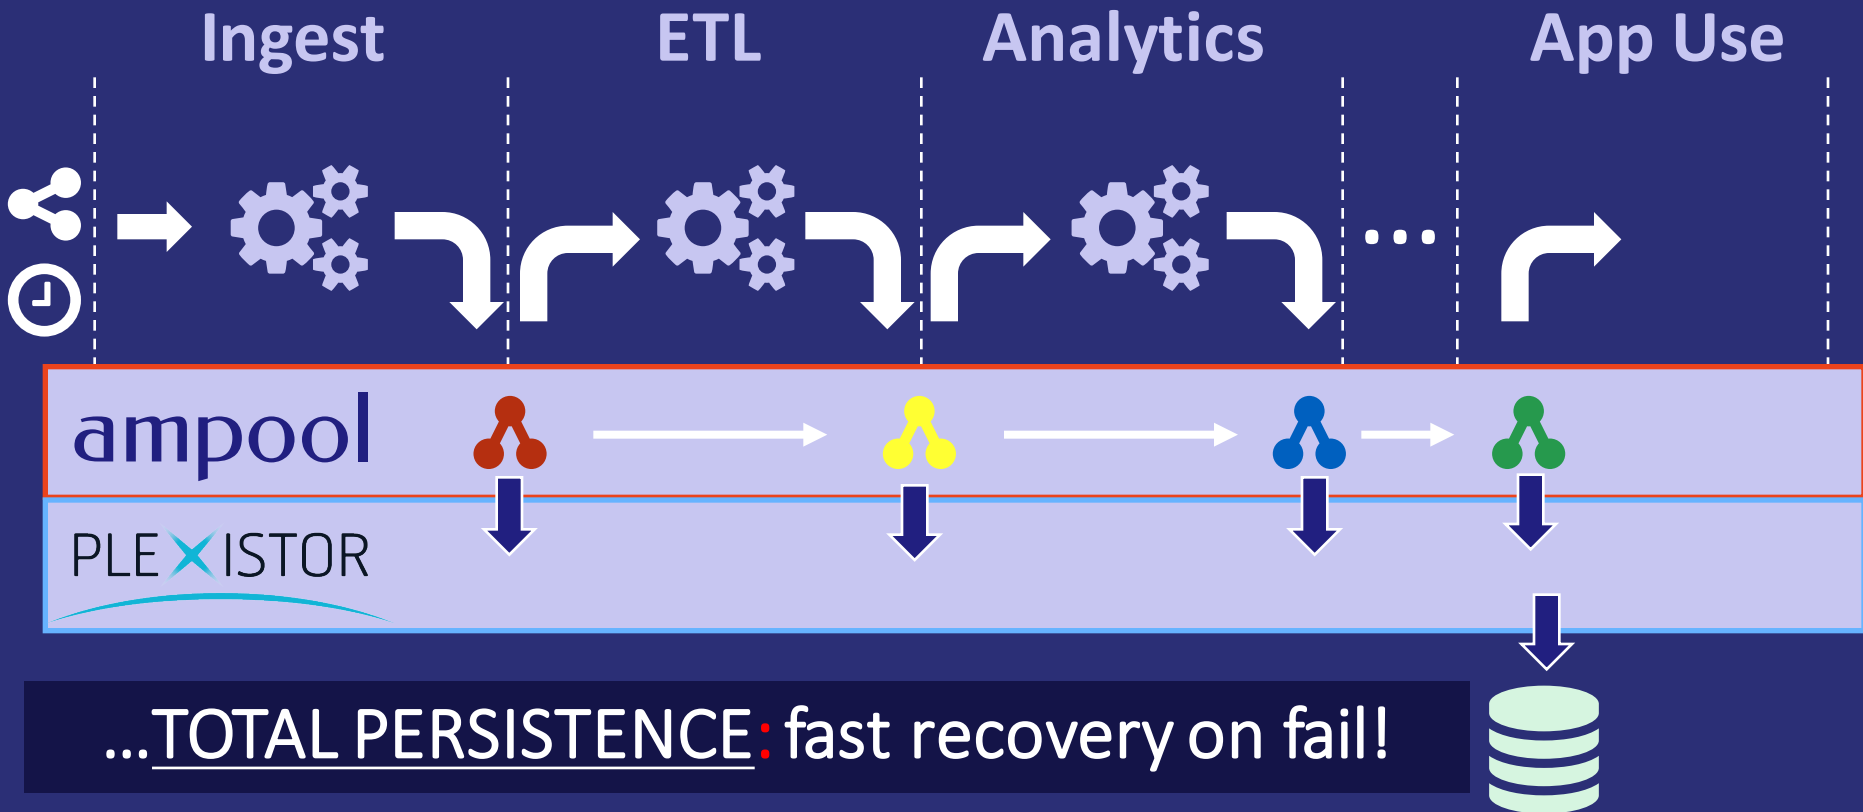 Ingest ETL Analytics App Use
...
ampool
PLEXISTOR
...TOTAL PERSISTENCE: fast recovery on fail!